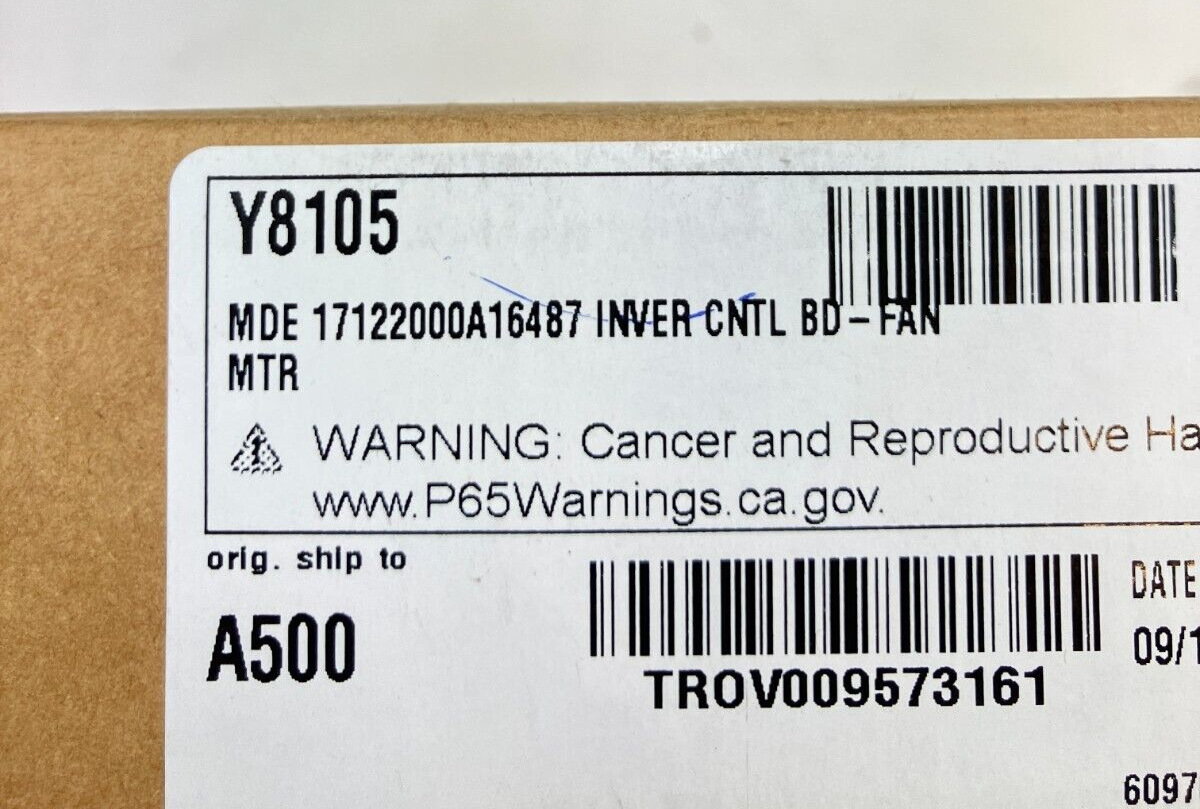 Y8105
MDE 17122000A16487 INVER CNTL BD-FAN
MTR
WARNING: Cancer and Reproductive Ha
www.P65Warnings.ca.gov.
orig. ship to
A500
TROV009573161
DATE
09/1
6097